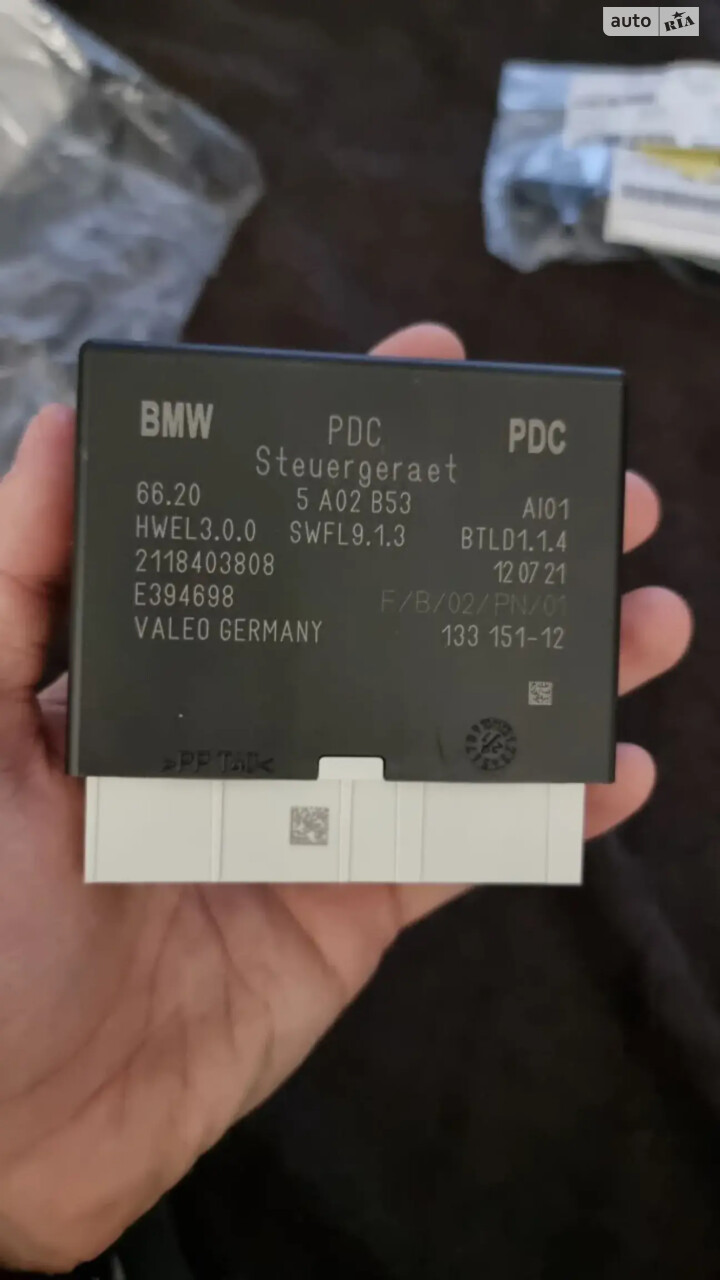 auto RIA
BMW PDC PDC
Steuergeraet
66.20 5 A02 B53 AI01
HWEL3.0.0 SWFL9.1.3 BTLD1.1.4
2118403808 12 07 21
E394698 F/B/02/PN/01
VALEO GERMANY 133 151-12